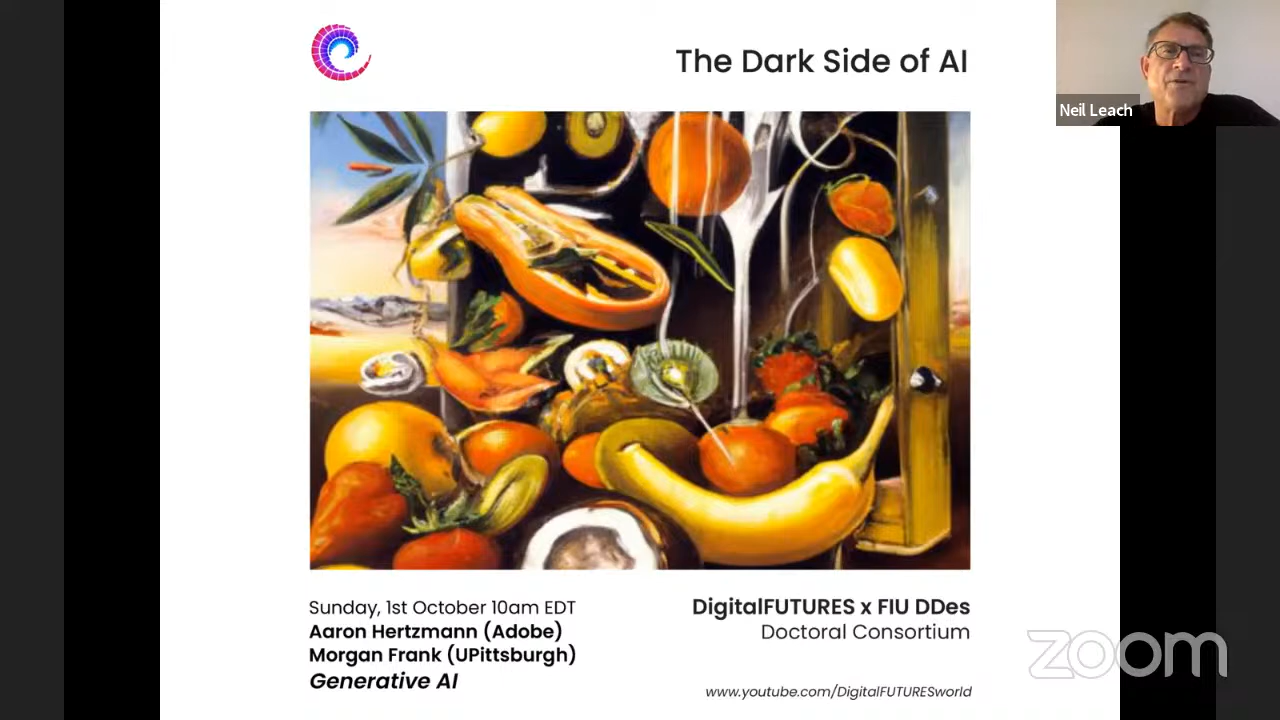 The Dark Side of AI
Neil Leach
Sunday, 1st October 10am EDT
Aaron Hertzmann (Adobe)
Morgan Frank (UPittsburgh)
Generative AI
DigitalFUTURES x FIU DDes
Doctoral Consortium
www.youtube.com/DigitalFUTURESworld
zoom